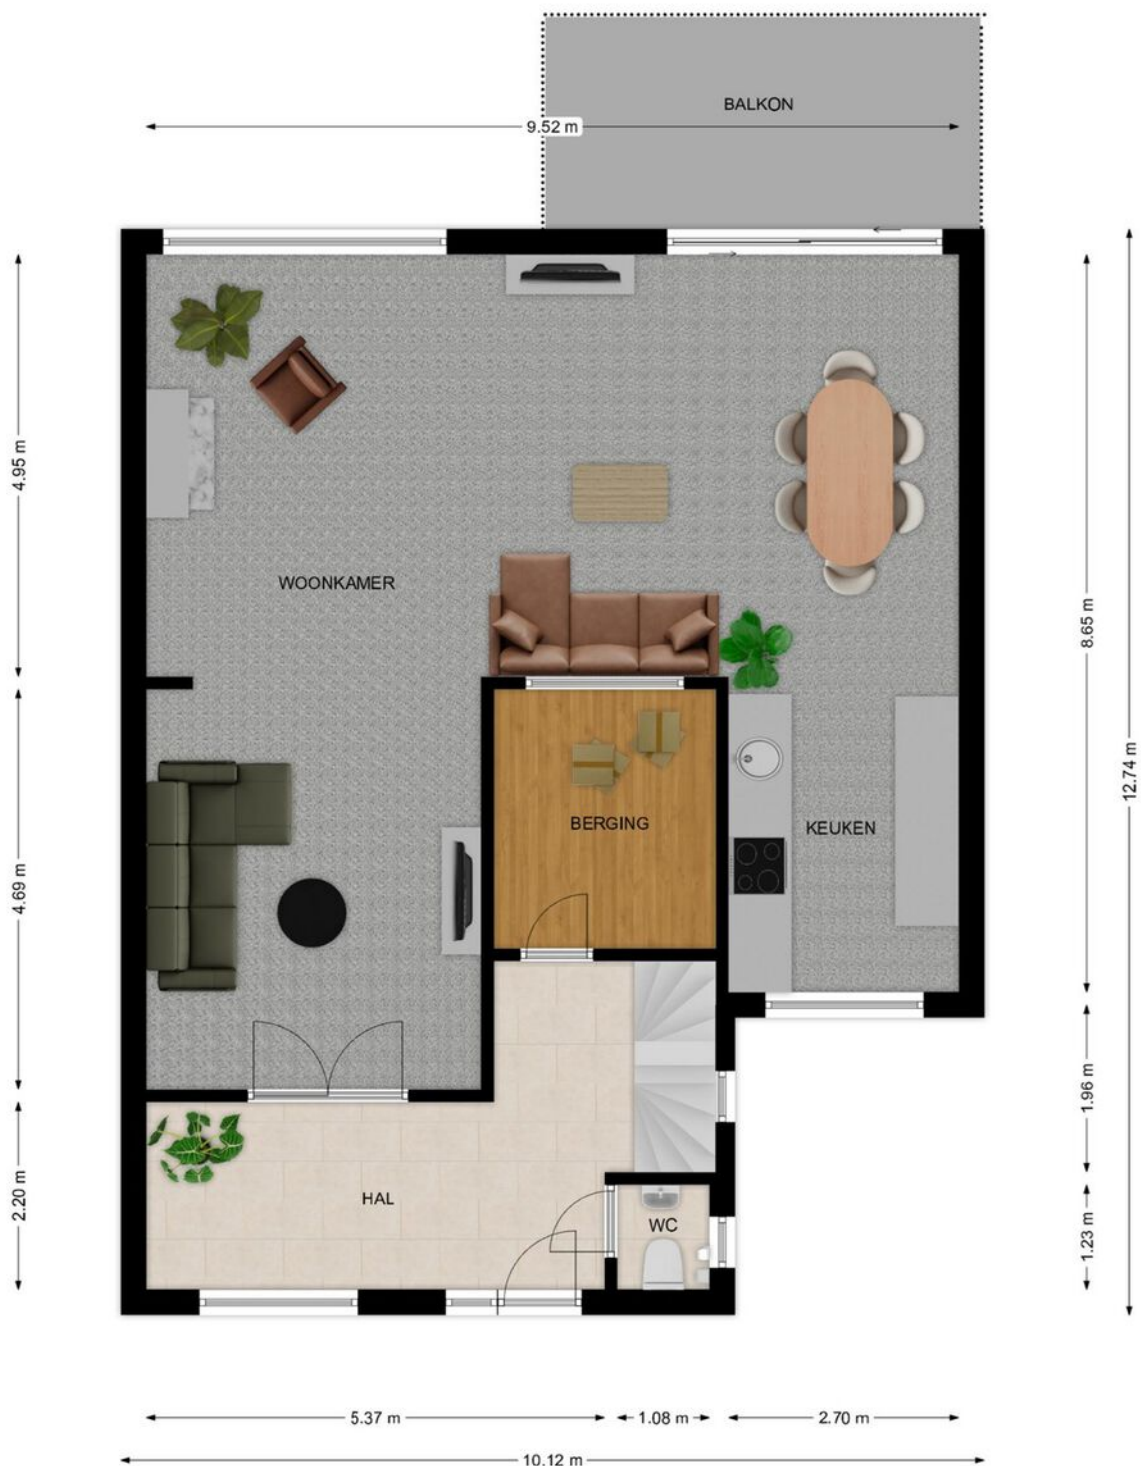 BALKON
9.52 m
4.95 m
WOONKAMER
8.65 m
12.74 m
BERGING
KEUKEN
4.69 m
1.96 m
2.20 m
HAL
WC
1.23 m
5.37 m
1.08 m
2.70 m
10.12 m